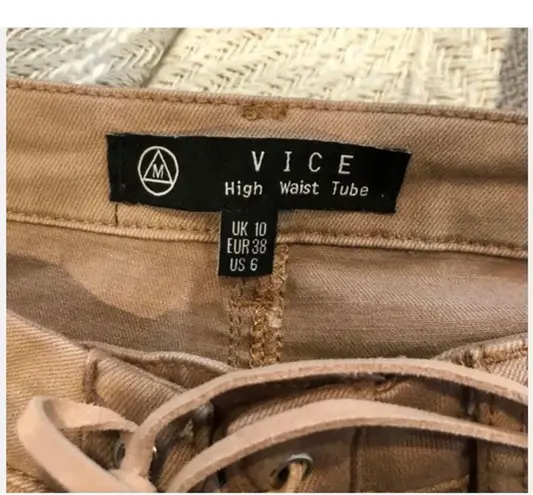 M
VICE
High Waist Tube
UK 10
EUR 38
US 6